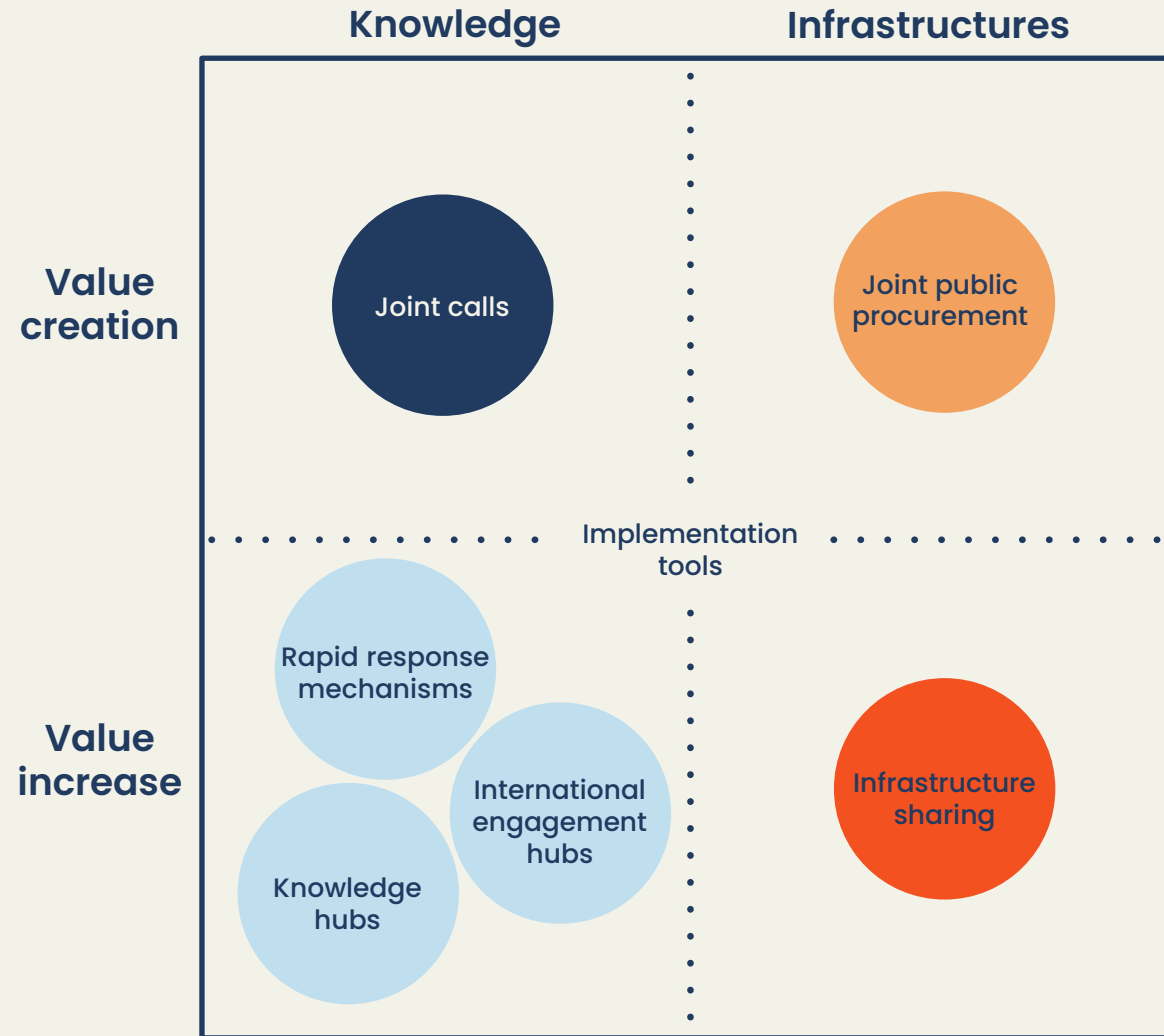 Knowledge
Infrastructures
Value
creation
Joint calls
Joint public
procurement
Implementation
tools
Value
increase
Rapid response
mechanisms
International
engagement
hubs
Knowledge
hubs
Infrastructure
sharing